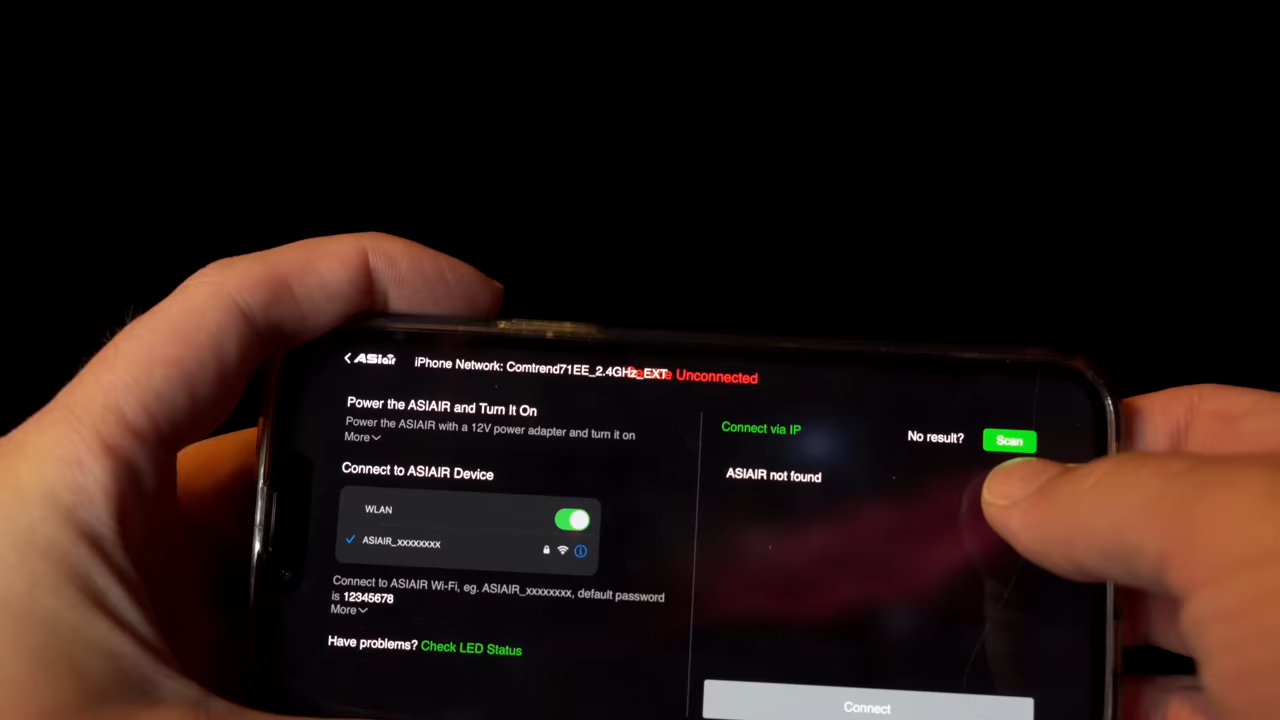 ASIair
iPhone Network: Comtrend71EE_2.4GHz_EXT
Unconnected
Power the ASIAIR and Turn It On
Power the ASIAIR with a 12V power adapter and turn it on
More
Connect to ASIAIR Device
WLAN
ASIAIR_xxxxxxxx
Connect to ASIAIR Wi-Fi, eg. ASIAIR_xxxxxxxx, default password
is 12345678
More
Have problems? Check LED Status
Connect via IP
No result?
Scan
ASIAIR not found
Connect